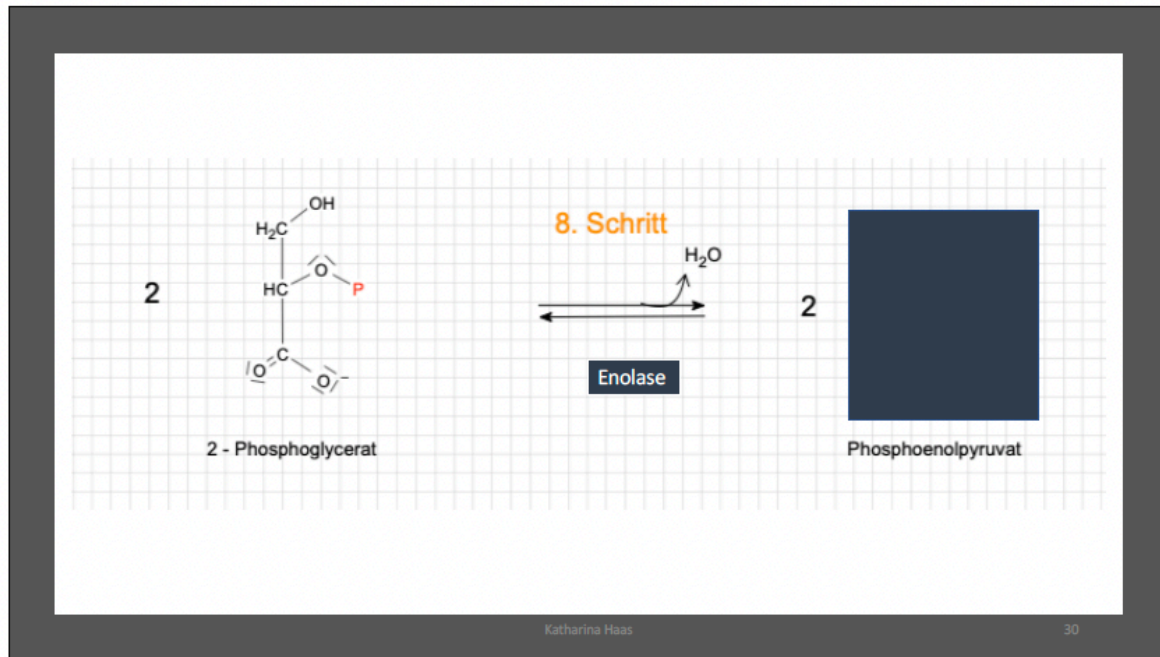 8. Schritt
OH
H₂C
H₂O
O
2
HC
P
2
C
O
O⁻
Enolase
2 - Phosphoglycerat
Phosphoenolpyruvat
Katharina Haas
30